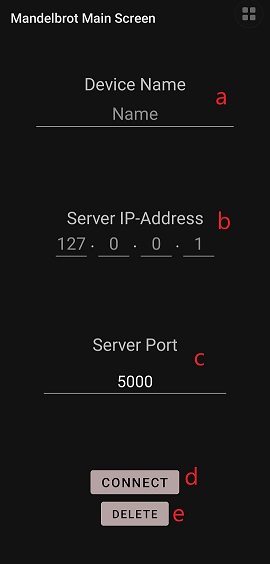 Mandelbrot Main Screen
Device Name
a
Name
Server IP-Address
b
127 . 0 . 0 . 1
Server Port
c
5000
CONNECT d
DELETE e